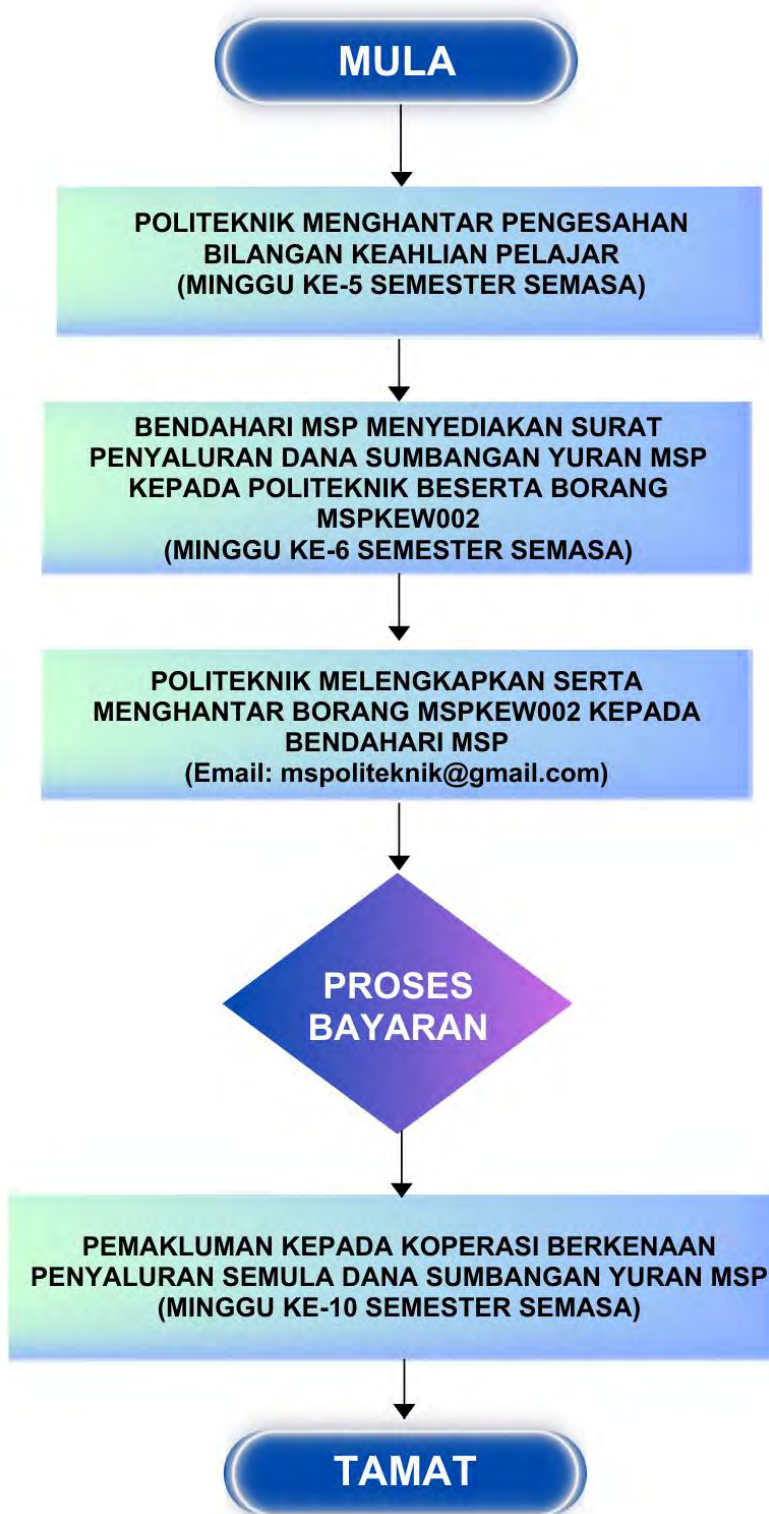 MULA
POLITEKNIK MENGHANTAR PENGESAHAN
BILANGAN KEAHLIAN PELAJAR
(MINGGU KE-5 SEMESTER SEMASA)
BENDAHARI MSP MENYEDIAKAN SURAT
PENYALURAN DANA SUMBANGAN YURAN MSP
KEPADA POLITEKNIK BESERTA BORANG
MSPKEW002
(MINGGU KE-6 SEMESTER SEMASA)
POLITEKNIK MELENGKAPKAN SERTA
MENGHANTAR BORANG MSPKEW002 KEPADA
BENDAHARI MSP
(Email: mspoliteknik@gmail.com)
PROSES
BAYARAN
PEMAKLUMAN KEPADA KOPERASI BERKENAAN
PENYALURAN SEMULA DANA SUMBANGAN YURAN MSP
(MINGGU KE-10 SEMESTER SEMASA)
TAMAT